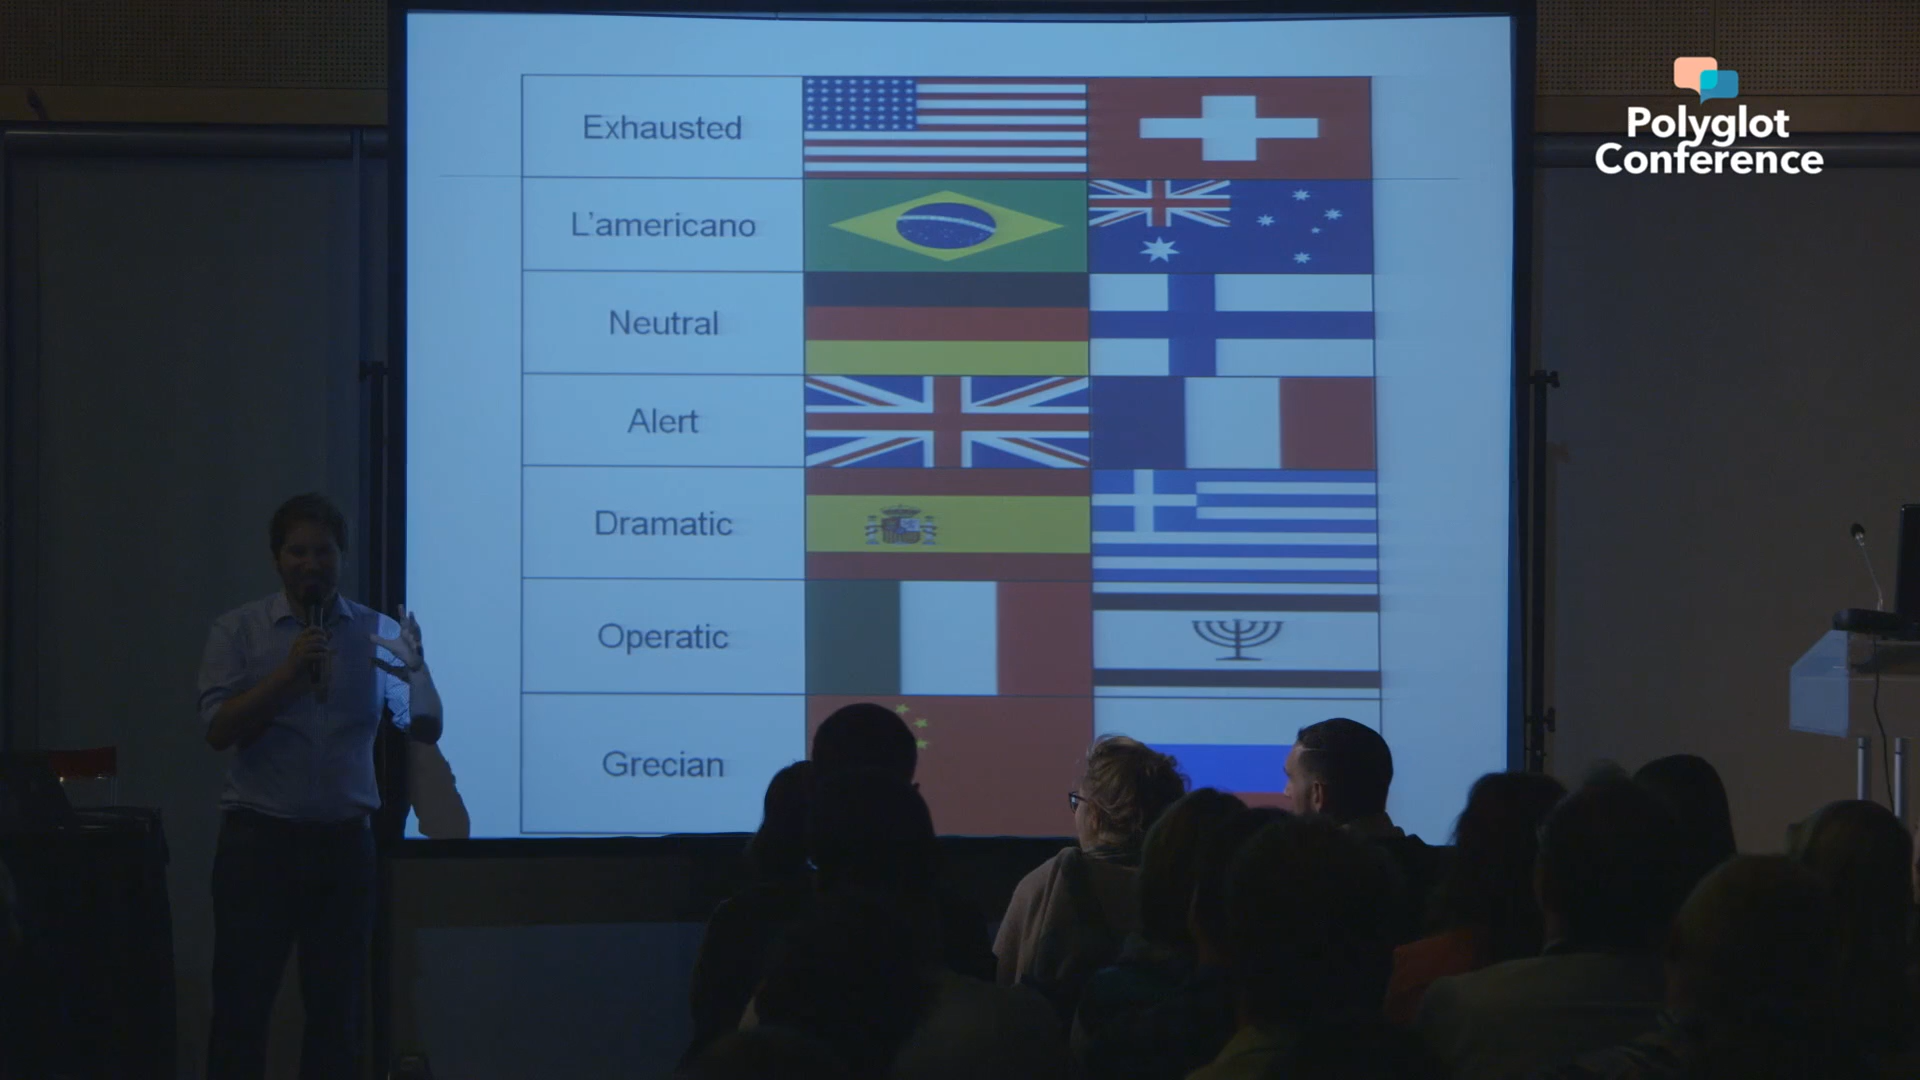 Exhausted
L'americano
Neutral
Alert
Dramatic
Operatic
Grecian
Polyglot
Conference